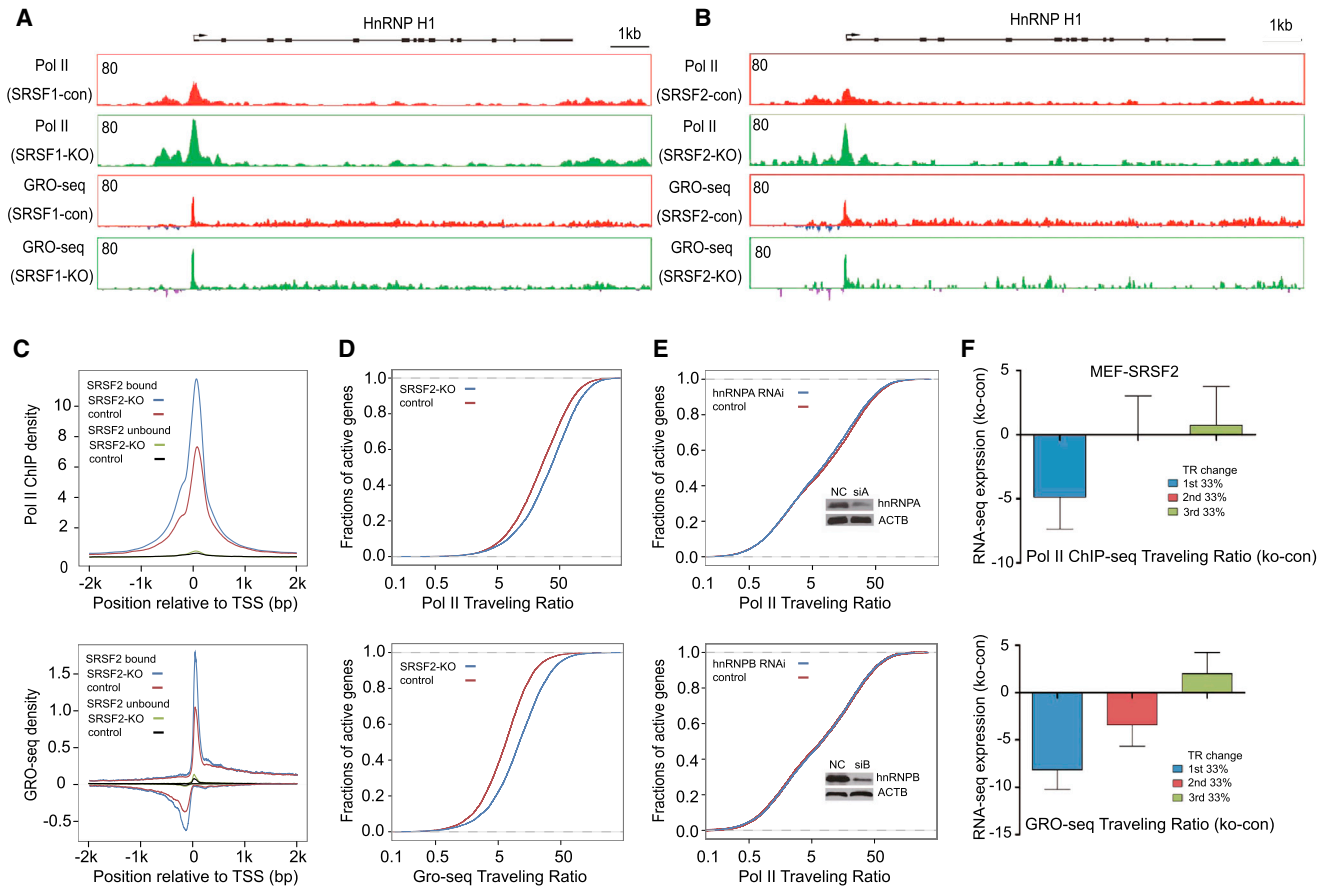 A
HnRNP H1
1kb
Pol II
(SRSF1-con)
80
Pol II
(SRSF1-KO)
80
GRO-seq
(SRSF1-con)
80
GRO-seq
(SRSF1-KO)
80
B
HnRNP H1
1kb
Pol II
(SRSF2-con)
80
Pol II
(SRSF2-KO)
80
GRO-seq
(SRSF2-con)
80
GRO-seq
(SRSF2-KO)
80
C
Pol II ChIP density
10
8
6
4
2
0
SRSF2 bound
SRSF2-KO
control
SRSF2 unbound
SRSF2-KO
control
-2k -1k 0 1k 2k
Position relative to TSS (bp)
GRO-seq density
1.5
1.0
0.5
0
-0.5
SRSF2 bound
SRSF2-KO
control
SRSF2 unbound
SRSF2-KO
control
-2k -1k 0 1k 2k
Position relative to TSS (bp)
D
Fractions of active genes
1.0
0.8
0.6
0.4
0.2
0.0
SRSF2-KO
control
0.1 0.5 5 50
Pol II Traveling Ratio
Fractions of active genes
1.0
0.8
0.6
0.4
0.2
0.0
SRSF2-KO
control
0.1 0.5 5 50
Gro-seq Traveling Ratio
E
Fractions of active genes
1.0
0.8
0.6
0.4
0.2
0.0
hnRNPA RNAi
control
NC siA
hnRNPA
ACTB
0.1 0.5 5 50
Pol II Traveling Ratio
Fractions of active genes
1.0
0.8
0.6
0.4
0.2
0.0
hnRNPB RNAi
control
NC siB
hnRNPB
ACTB
0.1 0.5 5 50
Pol II Traveling Ratio
F
MEF-SRSF2
RNA-seq exprssion (ko-con)
5
0
-5
-10
TR change
1st 33%
2nd 33%
3rd 33%
Pol II ChIP-seq Traveling Ratio (ko-con)
RNA-seq expression (ko-con)
5
0
-5
-10
-15
TR change
1st 33%
2nd 33%
3rd 33%
GRO-seq Traveling Ratio (ko-con)